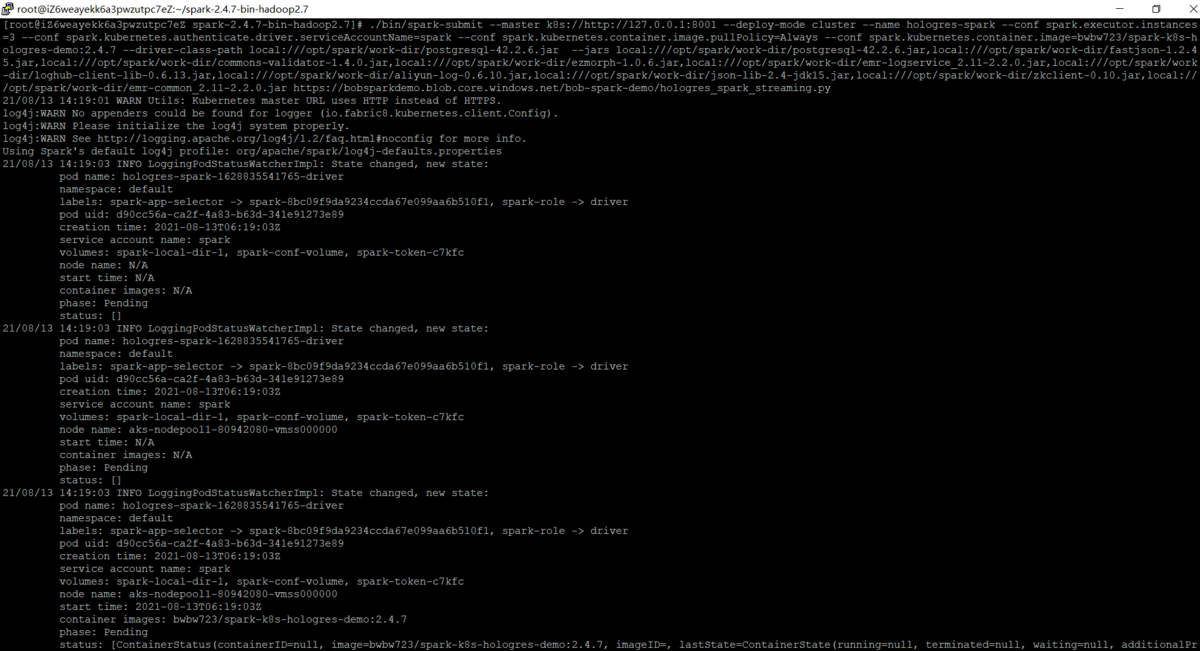 root@iZ6weayekk6a3pwzutpc7eZ:~/spark-2.4.7-bin-hadoop2.7
[root@iZ6weayekk6a3pwzutpc7eZ spark-2.4.7-bin-hadoop2.7]# ./bin/spark-submit --master k8s://http://127.0.0.1:8001 --deploy-mode cluster --name hologres-spark --conf spark.executor.instances
=3 --conf spark.kubernetes.authenticate.driver.serviceAccountName=spark --conf spark.kubernetes.container.image.pullPolicy=Always --conf spark.kubernetes.container.image=bwbw723/spark-k8s-h
ologres-demo:2.4.7 --driver-class-path local:///opt/spark/work-dir/postgresql-42.2.6.jar  --jars local:///opt/spark/work-dir/postgresql-42.2.6.jar,local:///opt/spark/work-dir/fastjson-1.2.4
5.jar,local:///opt/spark/work-dir/commons-validator-1.4.0.jar,local:///opt/spark/work-dir/ezmorph-1.0.6.jar,local:///opt/spark/work-dir/emr-logservice_2.11-2.2.0.jar,local:///opt/spark/work
-dir/loghub-client-lib-0.6.13.jar,local:///opt/spark/work-dir/aliyun-log-0.6.10.jar,local:///opt/spark/work-dir/json-lib-2.4-jdk15.jar,local:///opt/spark/work-dir/zkclient-0.10.jar,local://
/opt/spark/work-dir/emr-common_2.11-2.2.0.jar https://bobsparkdemo.blob.core.windows.net/bob-spark-demo/hologres_spark_streaming.py
21/08/13 14:19:01 WARN Utils: Kubernetes master URL uses HTTP instead of HTTPS.
log4j:WARN No appenders could be found for logger (io.fabric8.kubernetes.client.Config).
log4j:WARN Please initialize the log4j system properly.
log4j:WARN See http://logging.apache.org/log4j/1.2/faq.html#noconfig for more info.
Using Spark's default log4j profile: org/apache/spark/log4j-defaults.properties
21/08/13 14:19:03 INFO LoggingPodStatusWatcherImpl: State changed, new state:
pod name: hologres-spark-1628835541765-driver
namespace: default
labels: spark-app-selector -> spark-8bc09f9da9234ccda67e099aa6b510f1, spark-role -> driver
pod uid: d90cc56a-ca2f-4a83-b63d-341e91273e89
creation time: 2021-08-13T06:19:03Z
service account name: spark
volumes: spark-local-dir-1, spark-conf-volume, spark-token-c7kfc
node name: N/A
start time: N/A
container images: N/A
phase: Pending
status: []
21/08/13 14:19:03 INFO LoggingPodStatusWatcherImpl: State changed, new state:
pod name: hologres-spark-1628835541765-driver
namespace: default
labels: spark-app-selector -> spark-8bc09f9da9234ccda67e099aa6b510f1, spark-role -> driver
pod uid: d90cc56a-ca2f-4a83-b63d-341e91273e89
creation time: 2021-08-13T06:19:03Z
service account name: spark
volumes: spark-local-dir-1, spark-conf-volume, spark-token-c7kfc
node name: aks-nodepool1-80942080-vmss000000
start time: N/A
container images: N/A
phase: Pending
status: []
21/08/13 14:19:03 INFO LoggingPodStatusWatcherImpl: State changed, new state:
pod name: hologres-spark-1628835541765-driver
namespace: default
labels: spark-app-selector -> spark-8bc09f9da9234ccda67e099aa6b510f1, spark-role -> driver
pod uid: d90cc56a-ca2f-4a83-b63d-341e91273e89
creation time: 2021-08-13T06:19:03Z
service account name: spark
volumes: spark-local-dir-1, spark-conf-volume, spark-token-c7kfc
node name: aks-nodepool1-80942080-vmss000000
start time: 2021-08-13T06:19:03Z
container images: bwbw723/spark-k8s-hologres-demo:2.4.7
phase: Pending
status: [ContainerStatus(containerID=null, image=bwbw723/spark-k8s-hologres-demo:2.4.7, imageID=, lastState=ContainerState(running=null, terminated=null, waiting=null, additionalPr